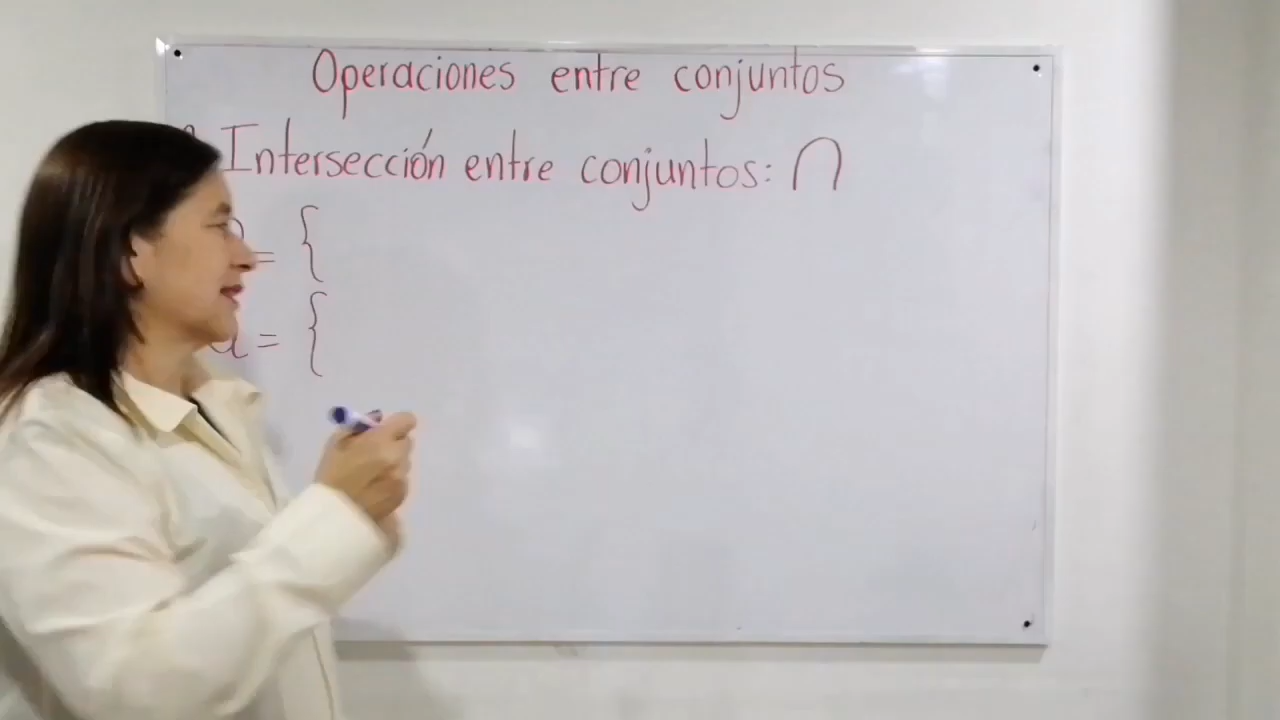 Operaciones entre conjuntos
Intersección entre conjuntos: ∩
= {
= {